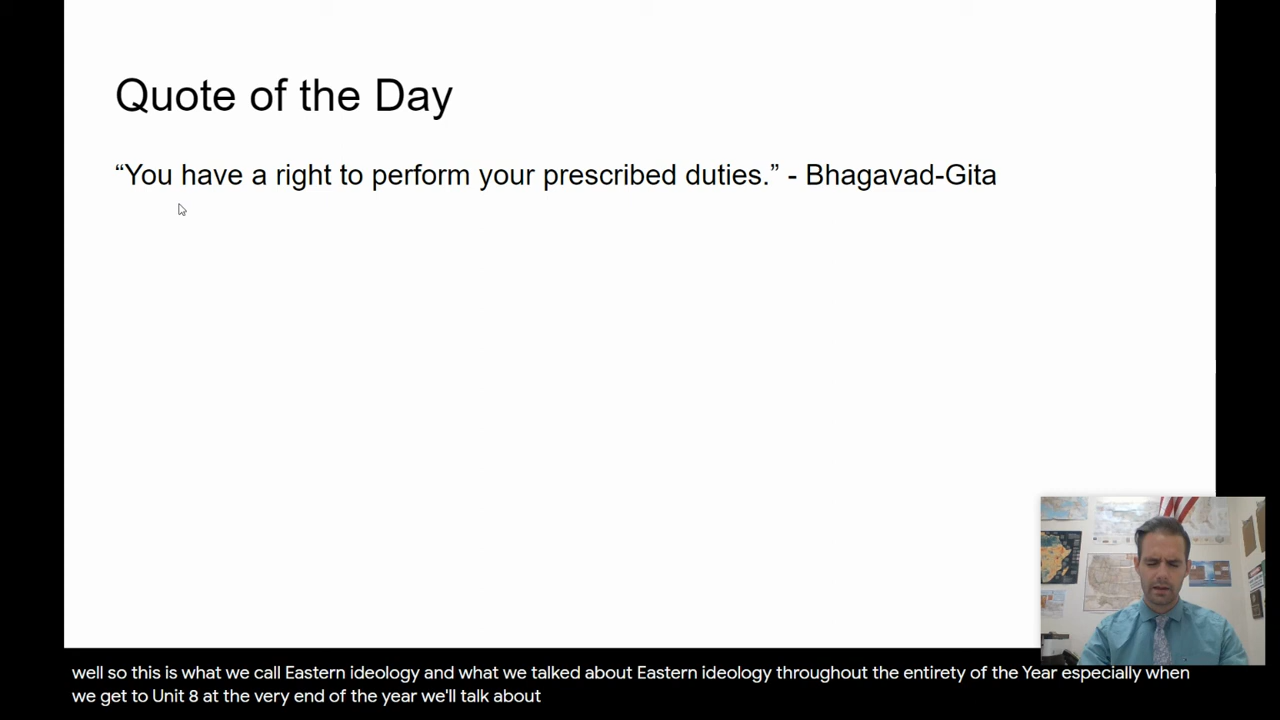 Quote of the Day
“You have a right to perform your prescribed duties.” - Bhagavad-Gita
well so this is what we call Eastern ideology and what we talked about Eastern ideology throughout the entirety of the Year especially when
we get to Unit 8 at the very end of the year we'll talk about